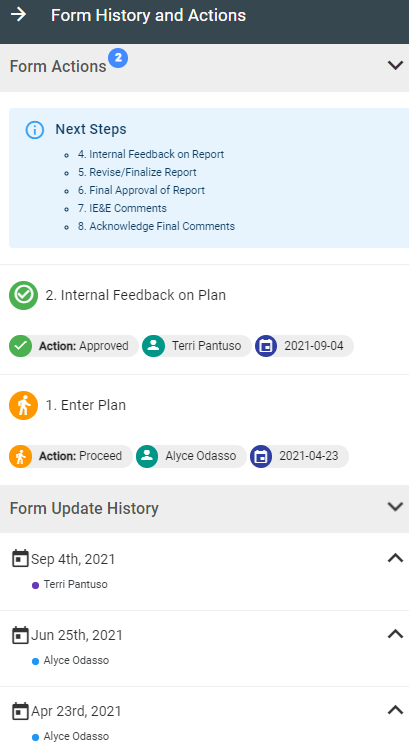 Form History and Actions
Form Actions 2
Next Steps
4. Internal Feedback on Report
5. Revise/Finalize Report
6. Final Approval of Report
7. IE&E Comments
8. Acknowledge Final Comments
2. Internal Feedback on Plan
Action: Approved Terri Pantuso 2021-09-04
1. Enter Plan
Action: Proceed Alyce Odasso 2021-04-23
Form Update History
Sep 4th, 2021
Terri Pantuso
Jun 25th, 2021
Alyce Odasso
Apr 23rd, 2021
Alyce Odasso